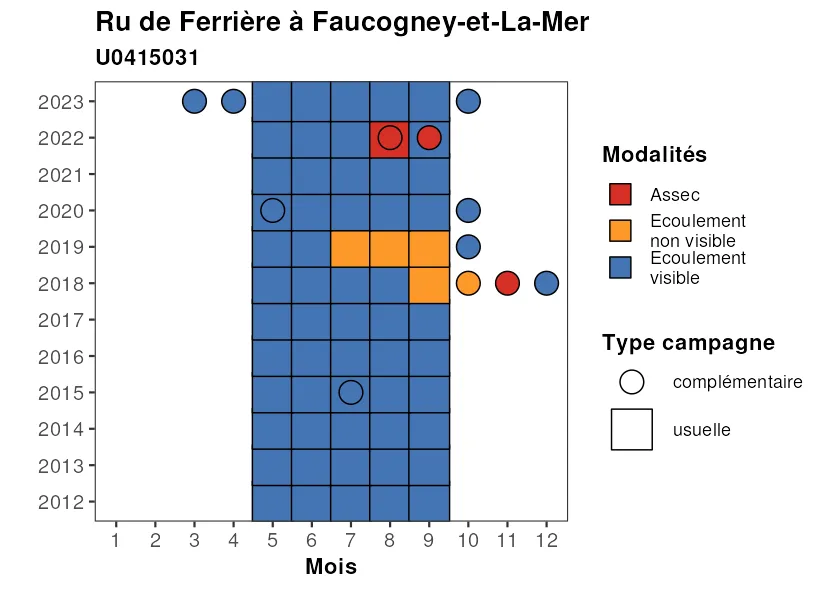 Ru de Ferrière à Faucogney-et-La-Mer
U0415031
2023
2022
2021
2020
2019
2018
2017
2016
2015
2014
2013
2012
1 2 3 4 5 6 7 8 9 10 11 12
Mois
Modalités
Assec
Ecoulement
non visible
Ecoulement
visible
Type campagne
complémentaire
usuelle